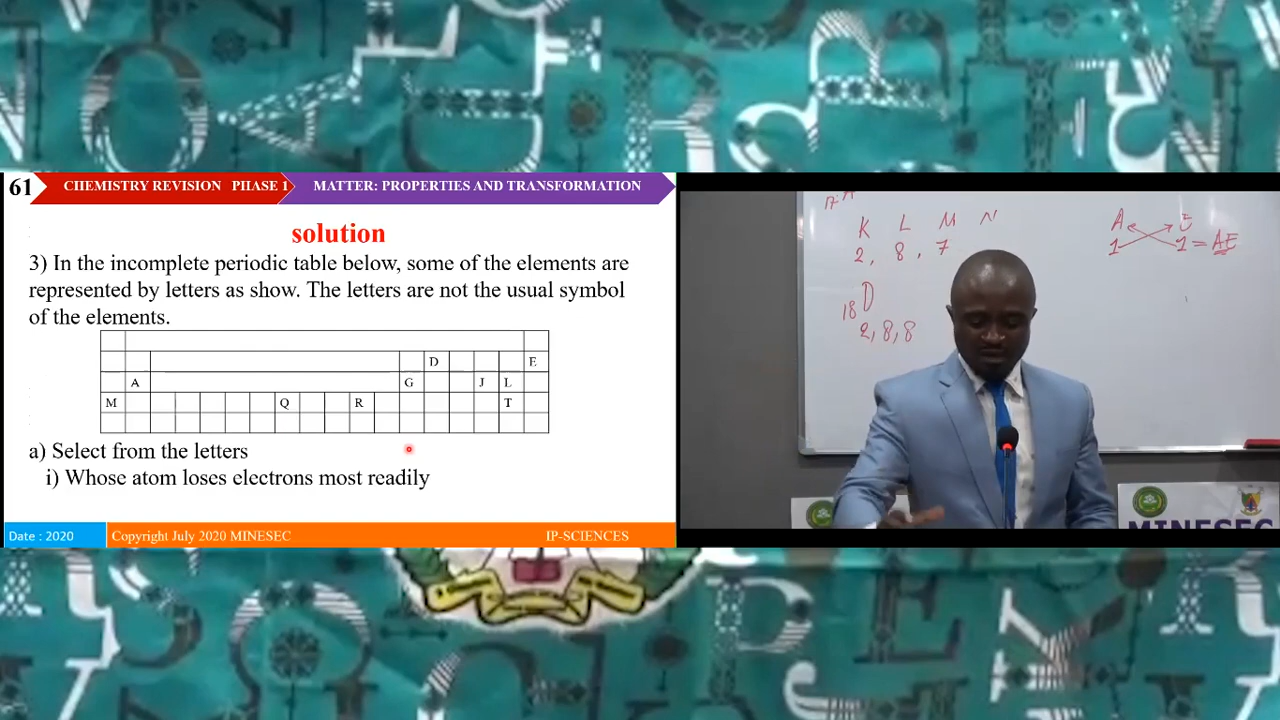 61 CHEMISTRY REVISION PHASE 1 MATTER: PROPERTIES AND TRANSFORMATION
solution
3) In the incomplete periodic table below, some of the elements are
represented by letters as show. The letters are not the usual symbol
of the elements.
D E
A G J L
M Q R T
a) Select from the letters
i) Whose atom loses electrons most readily
Date : 2020 Copyright July 2020 MINESEC IP-SCIENCES
K L M N
2, 8, 7
18 D
2,8,8
A
1 1 = AE
MINESEC